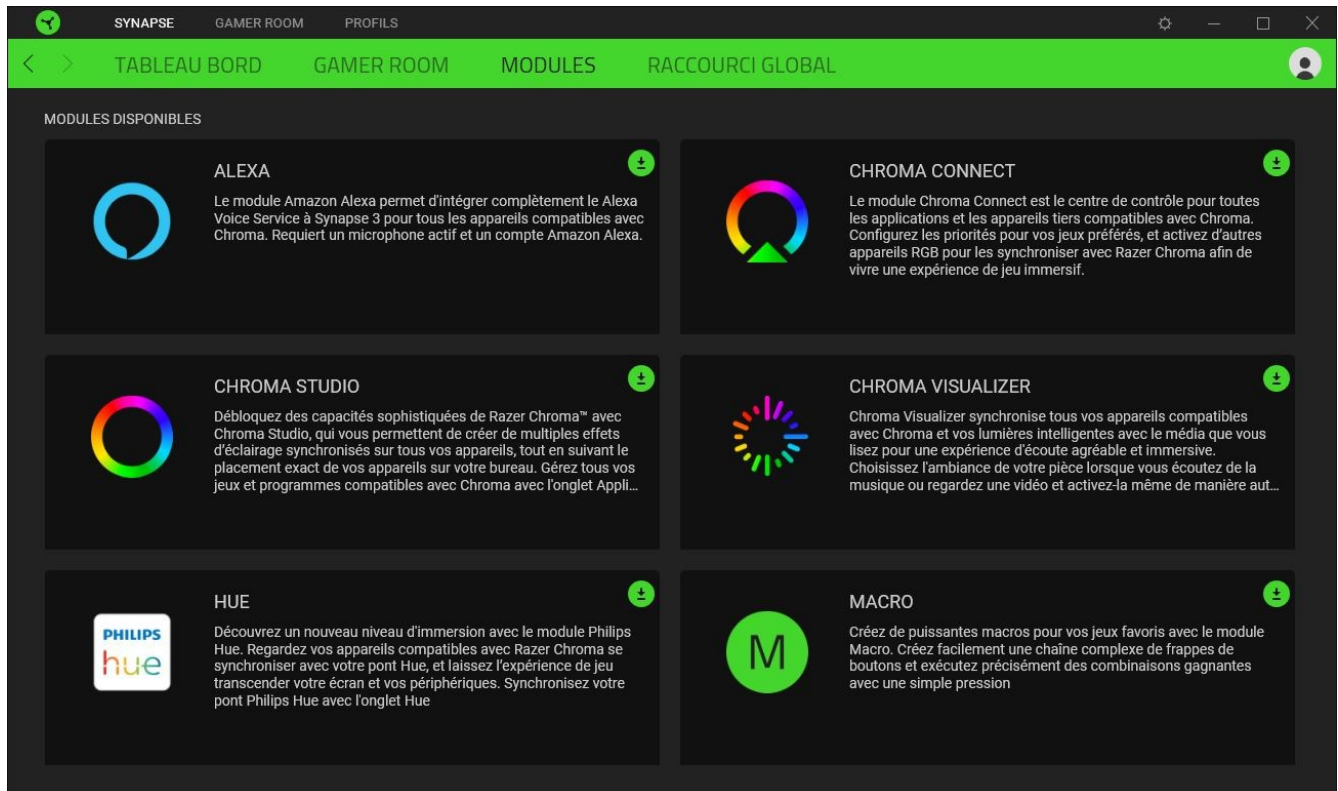 SYNAPSE GAMER ROOM PROFILS
TABLEAU BORD GAMER ROOM MODULES RACCOURCI GLOBAL
MODULES DISPONIBLES
ALEXA
Le module Amazon Alexa permet d'intégrer complètement le Alexa
Voice Service à Synapse 3 pour tous les appareils compatibles avec
Chroma. Requiert un microphone actif et un compte Amazon Alexa.
CHROMA CONNECT
Le module Chroma Connect est le centre de contrôle pour toutes
les applications et les appareils tiers compatibles avec Chroma.
Configurez les priorités pour vos jeux préférés, et activez d'autres
appareils RGB pour les synchroniser avec Razer Chroma afin de
vivre une expérience de jeu immersif.
CHROMA STUDIO
Débloquez des capacités sophistiquées de Razer Chroma™ avec
Chroma Studio, qui vous permettent de créer de multiples effets
d'éclairage synchronisés sur tous vos appareils, tout en suivant le
placement exact de vos appareils sur votre bureau. Gérez tous vos
jeux et programmes compatibles avec Chroma avec l'onglet Appli...
CHROMA VISUALIZER
Chroma Visualizer synchronise tous vos appareils compatibles
avec Chroma et vos lumières intelligentes avec le média que vous
lisez pour une expérience d'écoute agréable et immersive.
Choisissez l'ambiance de votre pièce lorsque vous écoutez de la
musique ou regardez une vidéo et activez-la même de manière aut...
PHILIPS
hue
HUE
Découvrez un nouveau niveau d'immersion avec le module Philips
Hue. Regardez vos appareils compatibles avec Razer Chroma se
synchroniser avec votre pont Hue, et laissez l'expérience de jeu
transcender votre écran et vos périphériques. Synchronisez votre
pont Philips Hue avec l'onglet Hue
M
MACRO
Créez de puissantes macros pour vos jeux favoris avec le module
Macro. Créez facilement une chaîne complexe de frappes de
boutons et exécutez précisément des combinaisons gagnantes
avec une simple pression